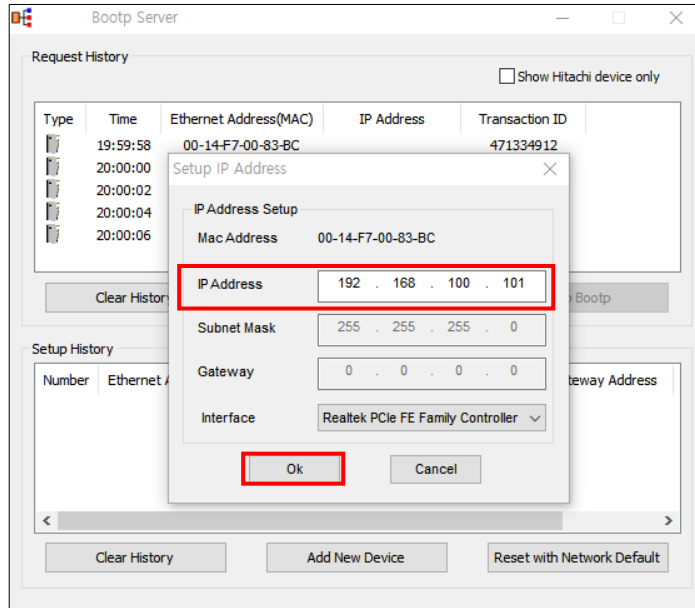 Bootp Server
Request History
Show Hitachi device only
Type Time Ethernet Address(MAC) IP Address Transaction ID
19:59:58 00-14-F7-00-83-BC 471334912
20:00:00
20:00:02
20:00:04
20:00:06
Clear Histor
Bootp
Setup IP Address
IP Address Setup
Mac Address 00-14-F7-00-83-BC
IP Address 192 . 168 . 100 . 101
Subnet Mask 255 . 255 . 255 . 0
Gateway 0 . 0 . 0 . 0
Interface Realtek PCIe FE Family Controller
Ok Cancel
Setup History
Number Ethernet A teway Address
Clear History Add New Device Reset with Network Default